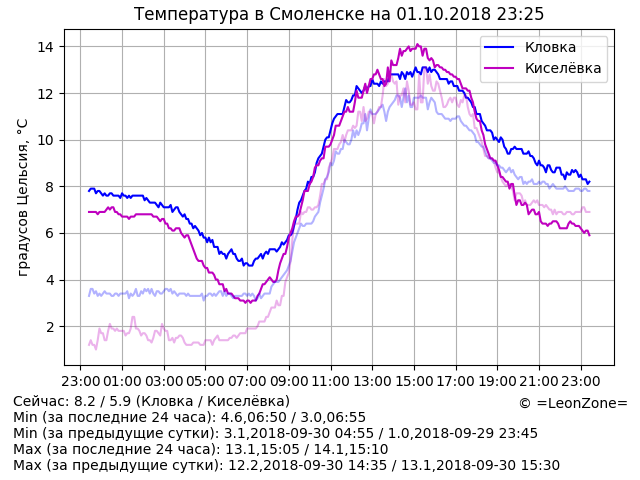 Температура в Смоленске на 01.10.2018 23:25
градусов Цельсия, °C
14
12
10
8
6
4
2
Кловка
Киселёвка
23:00 01:00 03:00 05:00 07:00 09:00 11:00 13:00 15:00 17:00 19:00 21:00 23:00
Сейчас: 8.2 / 5.9 (Кловка / Киселёвка)
© =LeonZone=
Min (за последние 24 часа): 4.6,06:50 / 3.0,06:55
Min (за предыдущие сутки): 3.1,2018-09-30 04:55 / 1.0,2018-09-29 23:45
Max (за последние 24 часа): 13.1,15:05 / 14.1,15:10
Max (за предыдущие сутки): 12.2,2018-09-30 14:35 / 13.1,2018-09-30 15:30